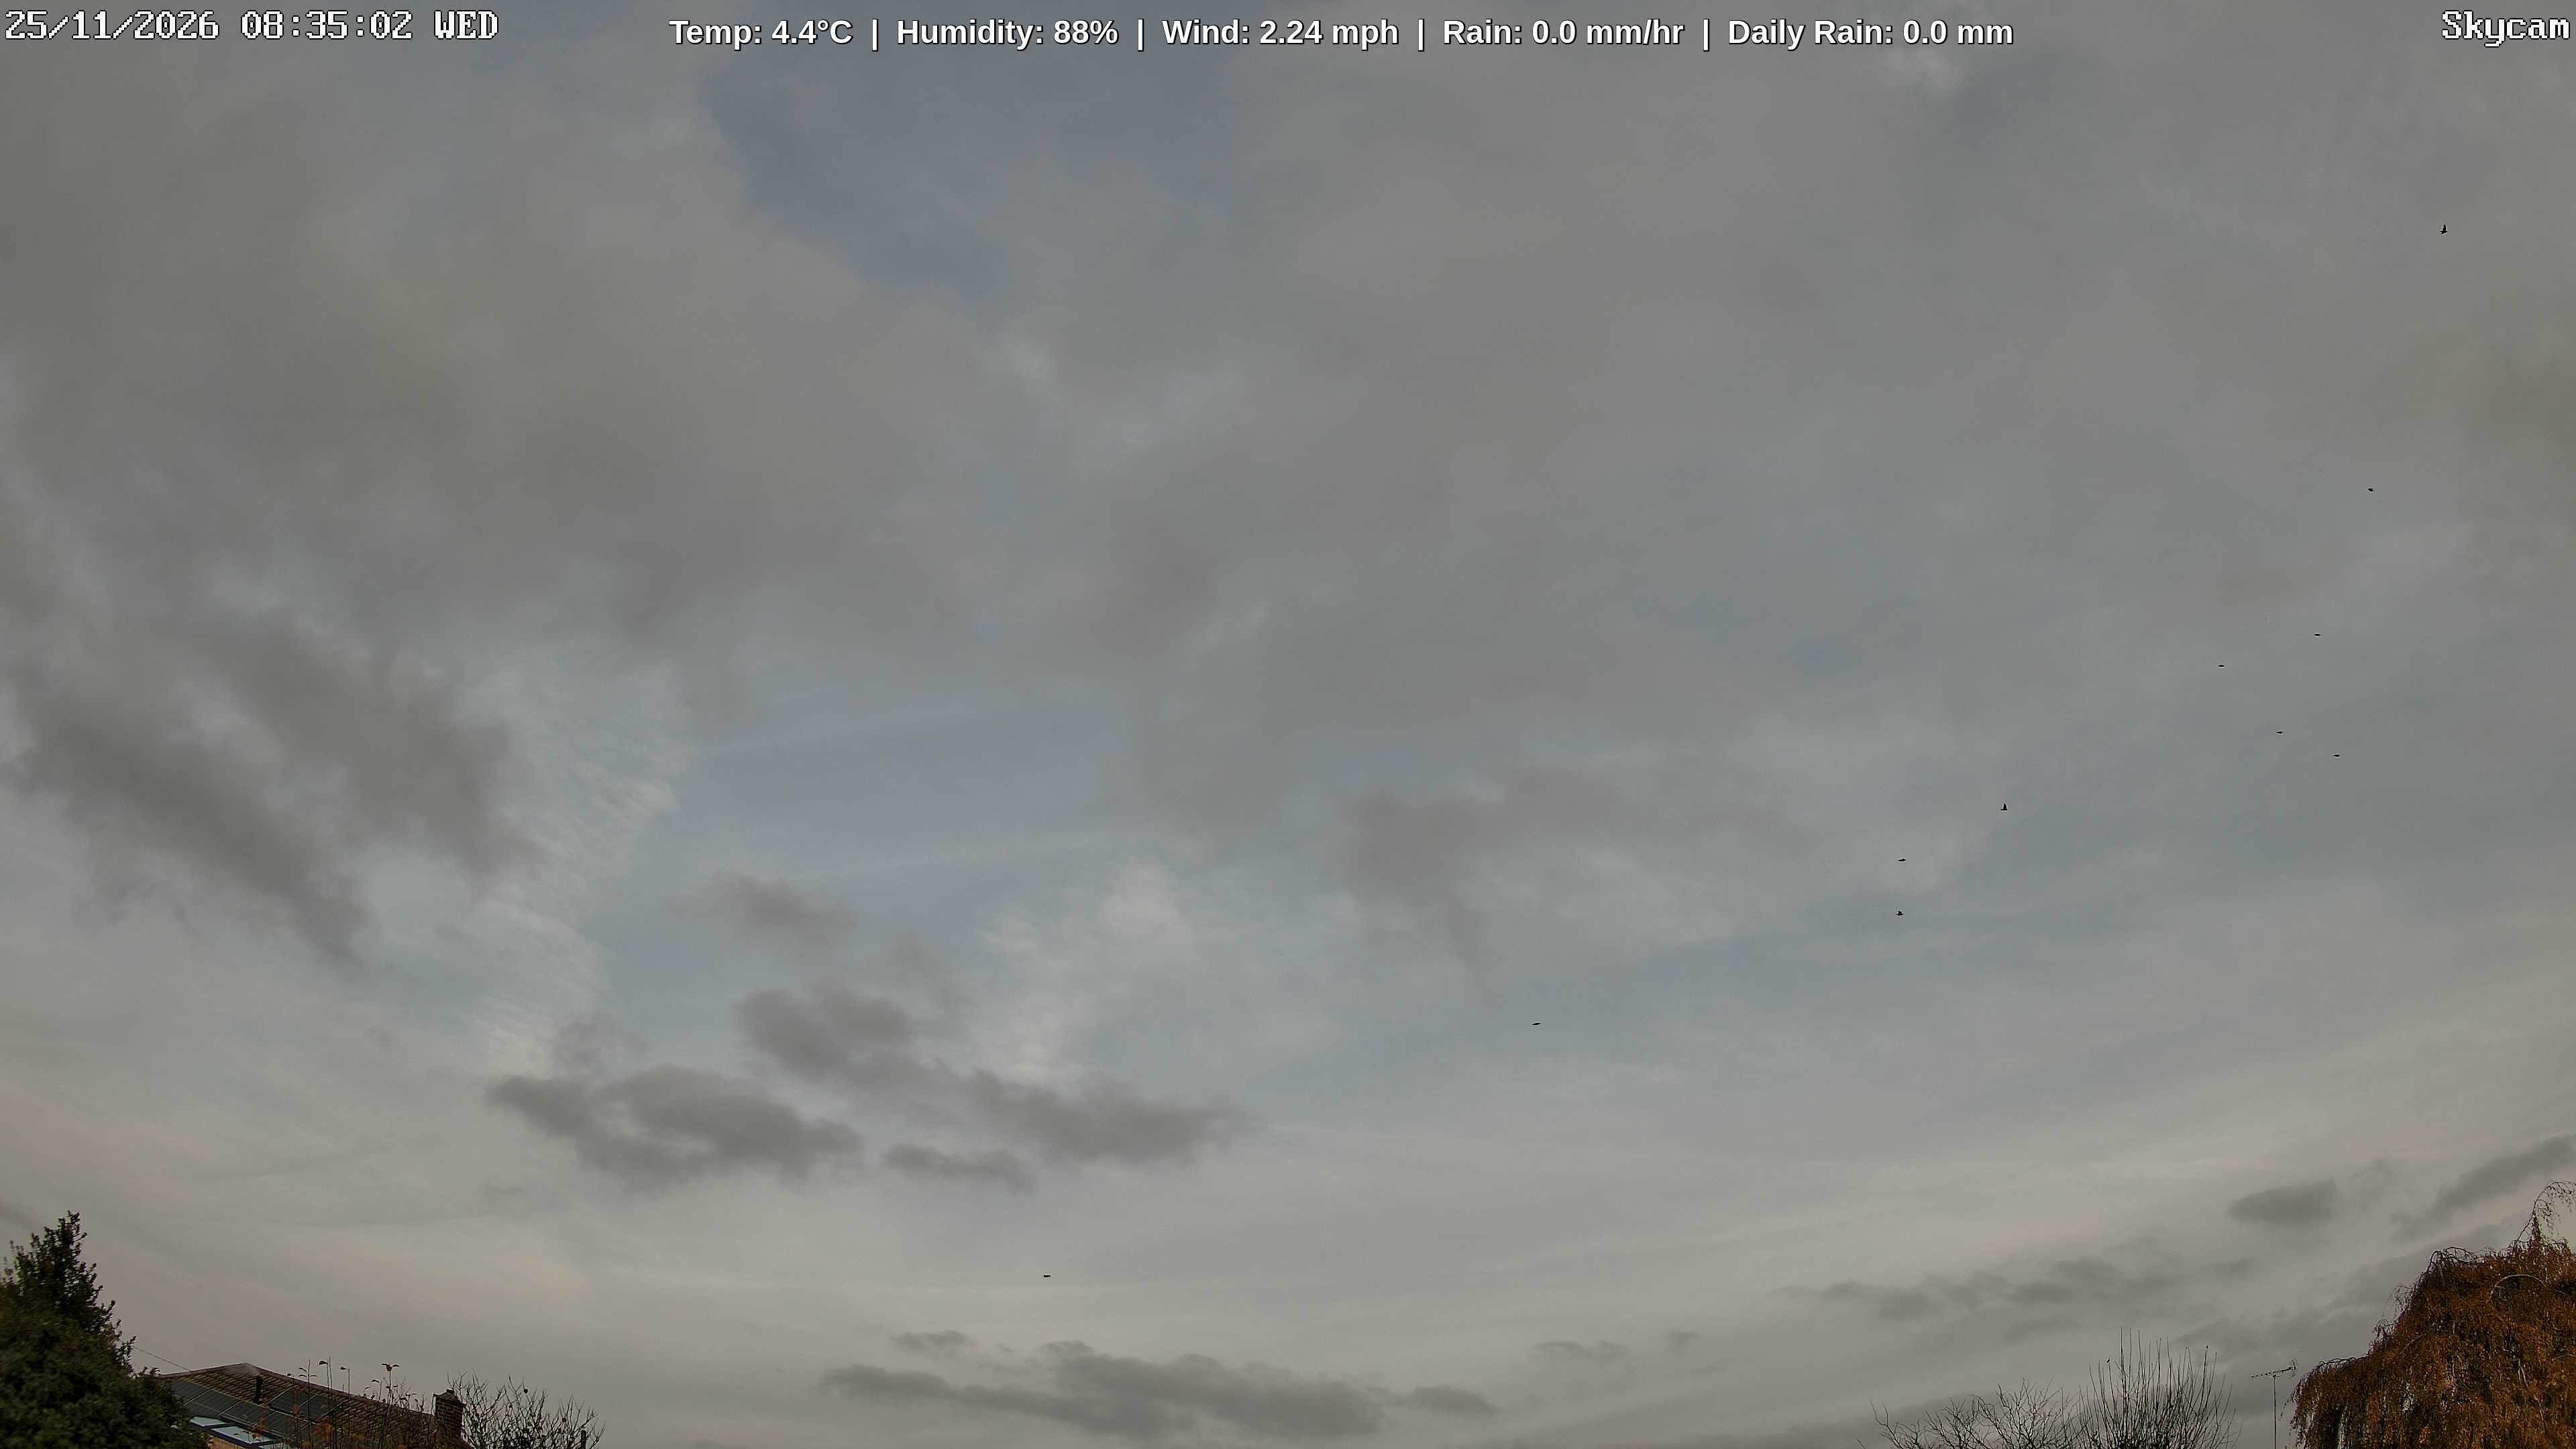 25/11/2026 08:35:02 WED
Temp: 4.4°C | Humidity: 88% | Wind: 2.24 mph | Rain: 0.0 mm/hr | Daily Rain: 0.0 mm
Skycam